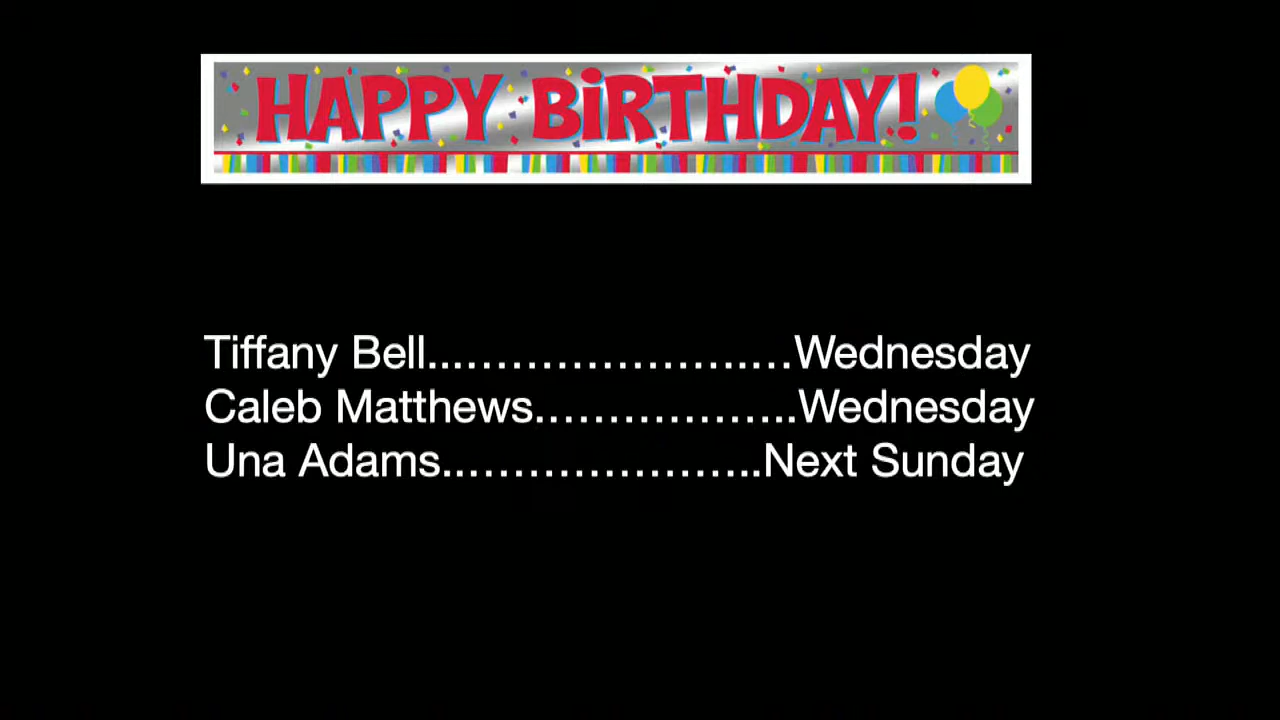 HAPPY BiRTHDAY!
Tiffany Bell..………………….…Wednesday
Caleb Matthews.……………...Wednesday
Una Adams.…………………..Next Sunday